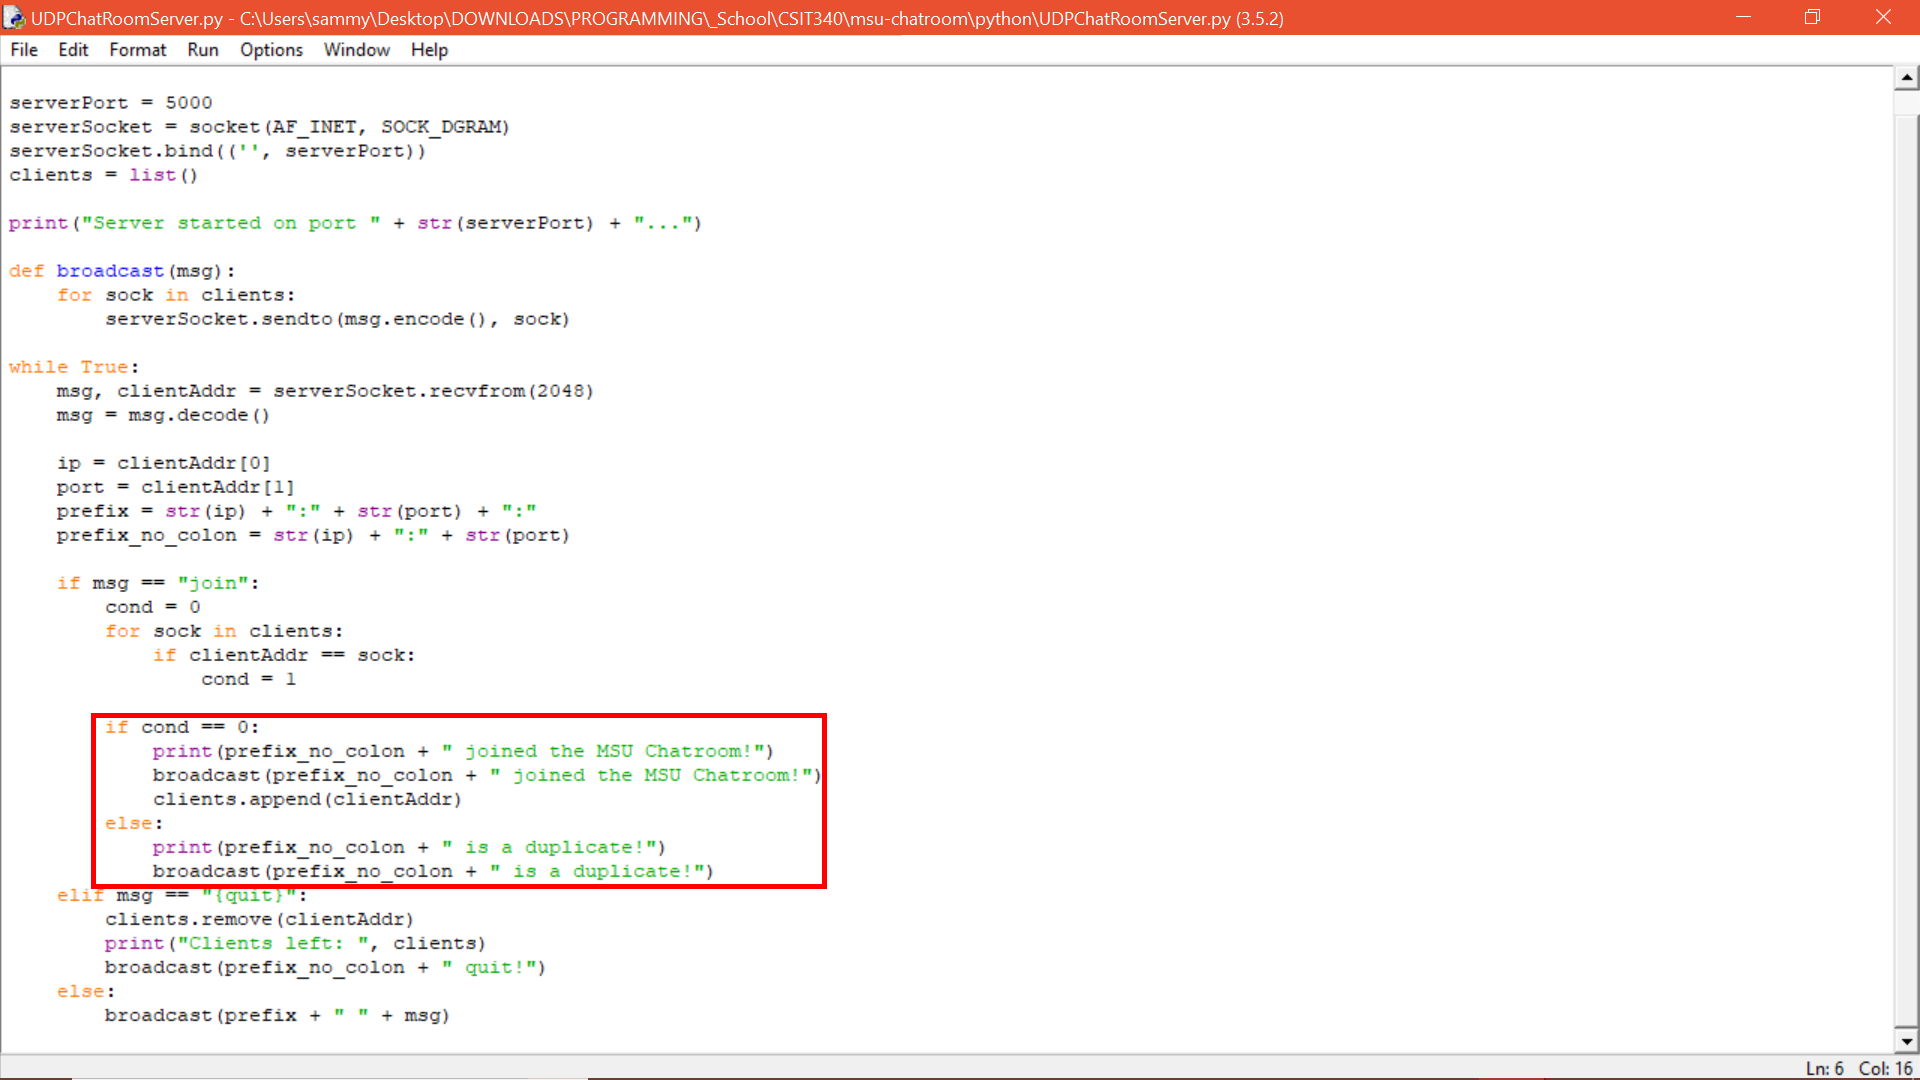 UDPChatRoomServer.py - C:\Users\sammy\Desktop\DOWNLOADS\PROGRAMMING\_School\CSIT340\msu-chatroom\python\UDPChatRoomServer.py (3.5.2)
File Edit Format Run Options Window Help
serverPort = 5000
serverSocket = socket(AF_INET, SOCK_DGRAM)
serverSocket.bind(('', serverPort))
clients = list()
print("Server started on port " + str(serverPort) + "...")
def broadcast(msg):
    for sock in clients:
        serverSocket.sendto(msg.encode(), sock)
while True:
    msg, clientAddr = serverSocket.recvfrom(2048)
    msg = msg.decode()
    ip = clientAddr[0]
    port = clientAddr[1]
    prefix = str(ip) + ":" + str(port) + ":"
    prefix_no_colon = str(ip) + ":" + str(port)
    if msg == "join":
        cond = 0
        for sock in clients:
            if clientAddr == sock:
                cond = 1
        if cond == 0:
            print(prefix_no_colon + " joined the MSU Chatroom!")
            broadcast(prefix_no_colon + " joined the MSU Chatroom!")
            clients.append(clientAddr)
        else:
            print(prefix_no_colon + " is a duplicate!")
            broadcast(prefix_no_colon + " is a duplicate!")
    elif msg == "{quit}":
        clients.remove(clientAddr)
        print("Clients left: ", clients)
        broadcast(prefix_no_colon + " quit!")
    else:
        broadcast(prefix + " " + msg)
Ln: 6 Col: 16